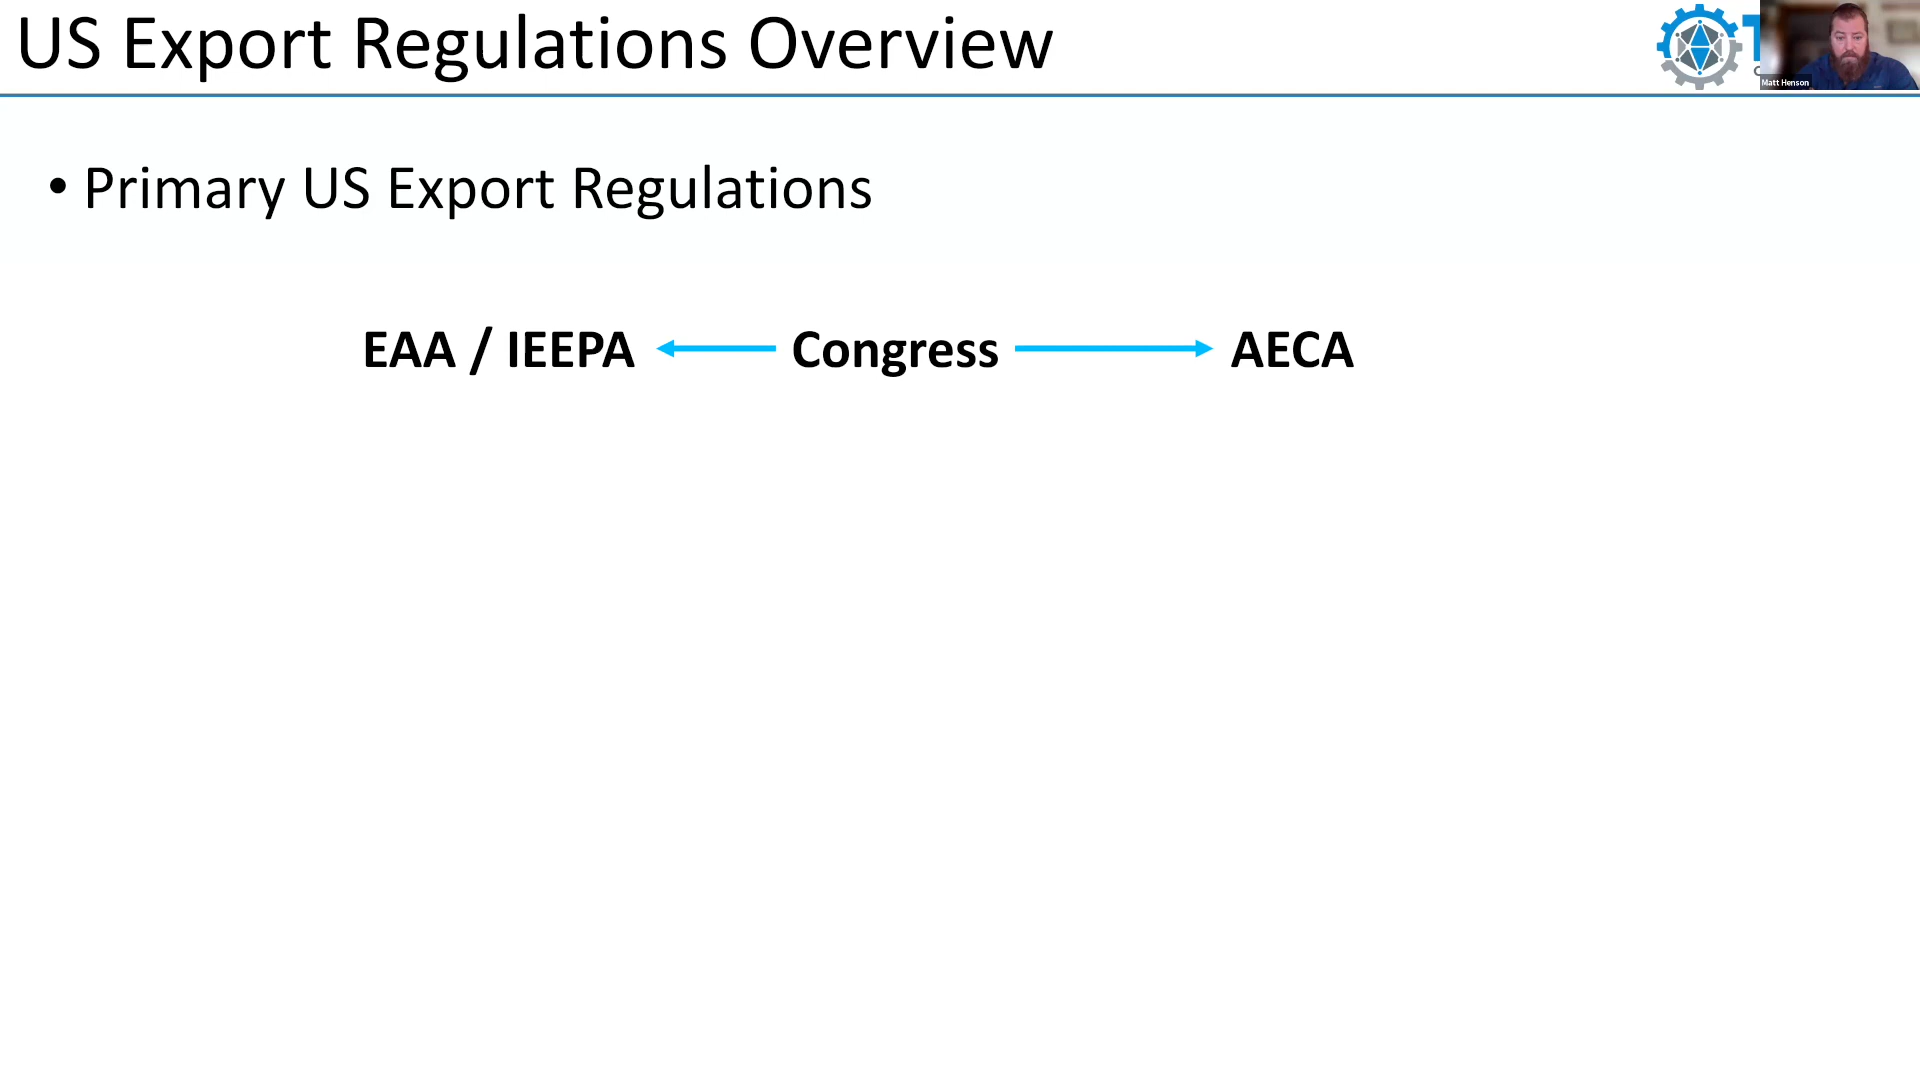 US Export Regulations Overview
Matt Henson
• Primary US Export Regulations
EAA / IEEPA Congress AECA